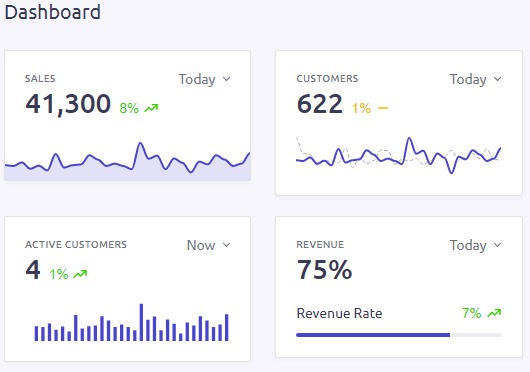 Dashboard
SALES
Today
41,300 8%
CUSTOMERS
Today
622 1%
ACTIVE CUSTOMERS
Now
4 1%
REVENUE
Today
75%
Revenue Rate 7%